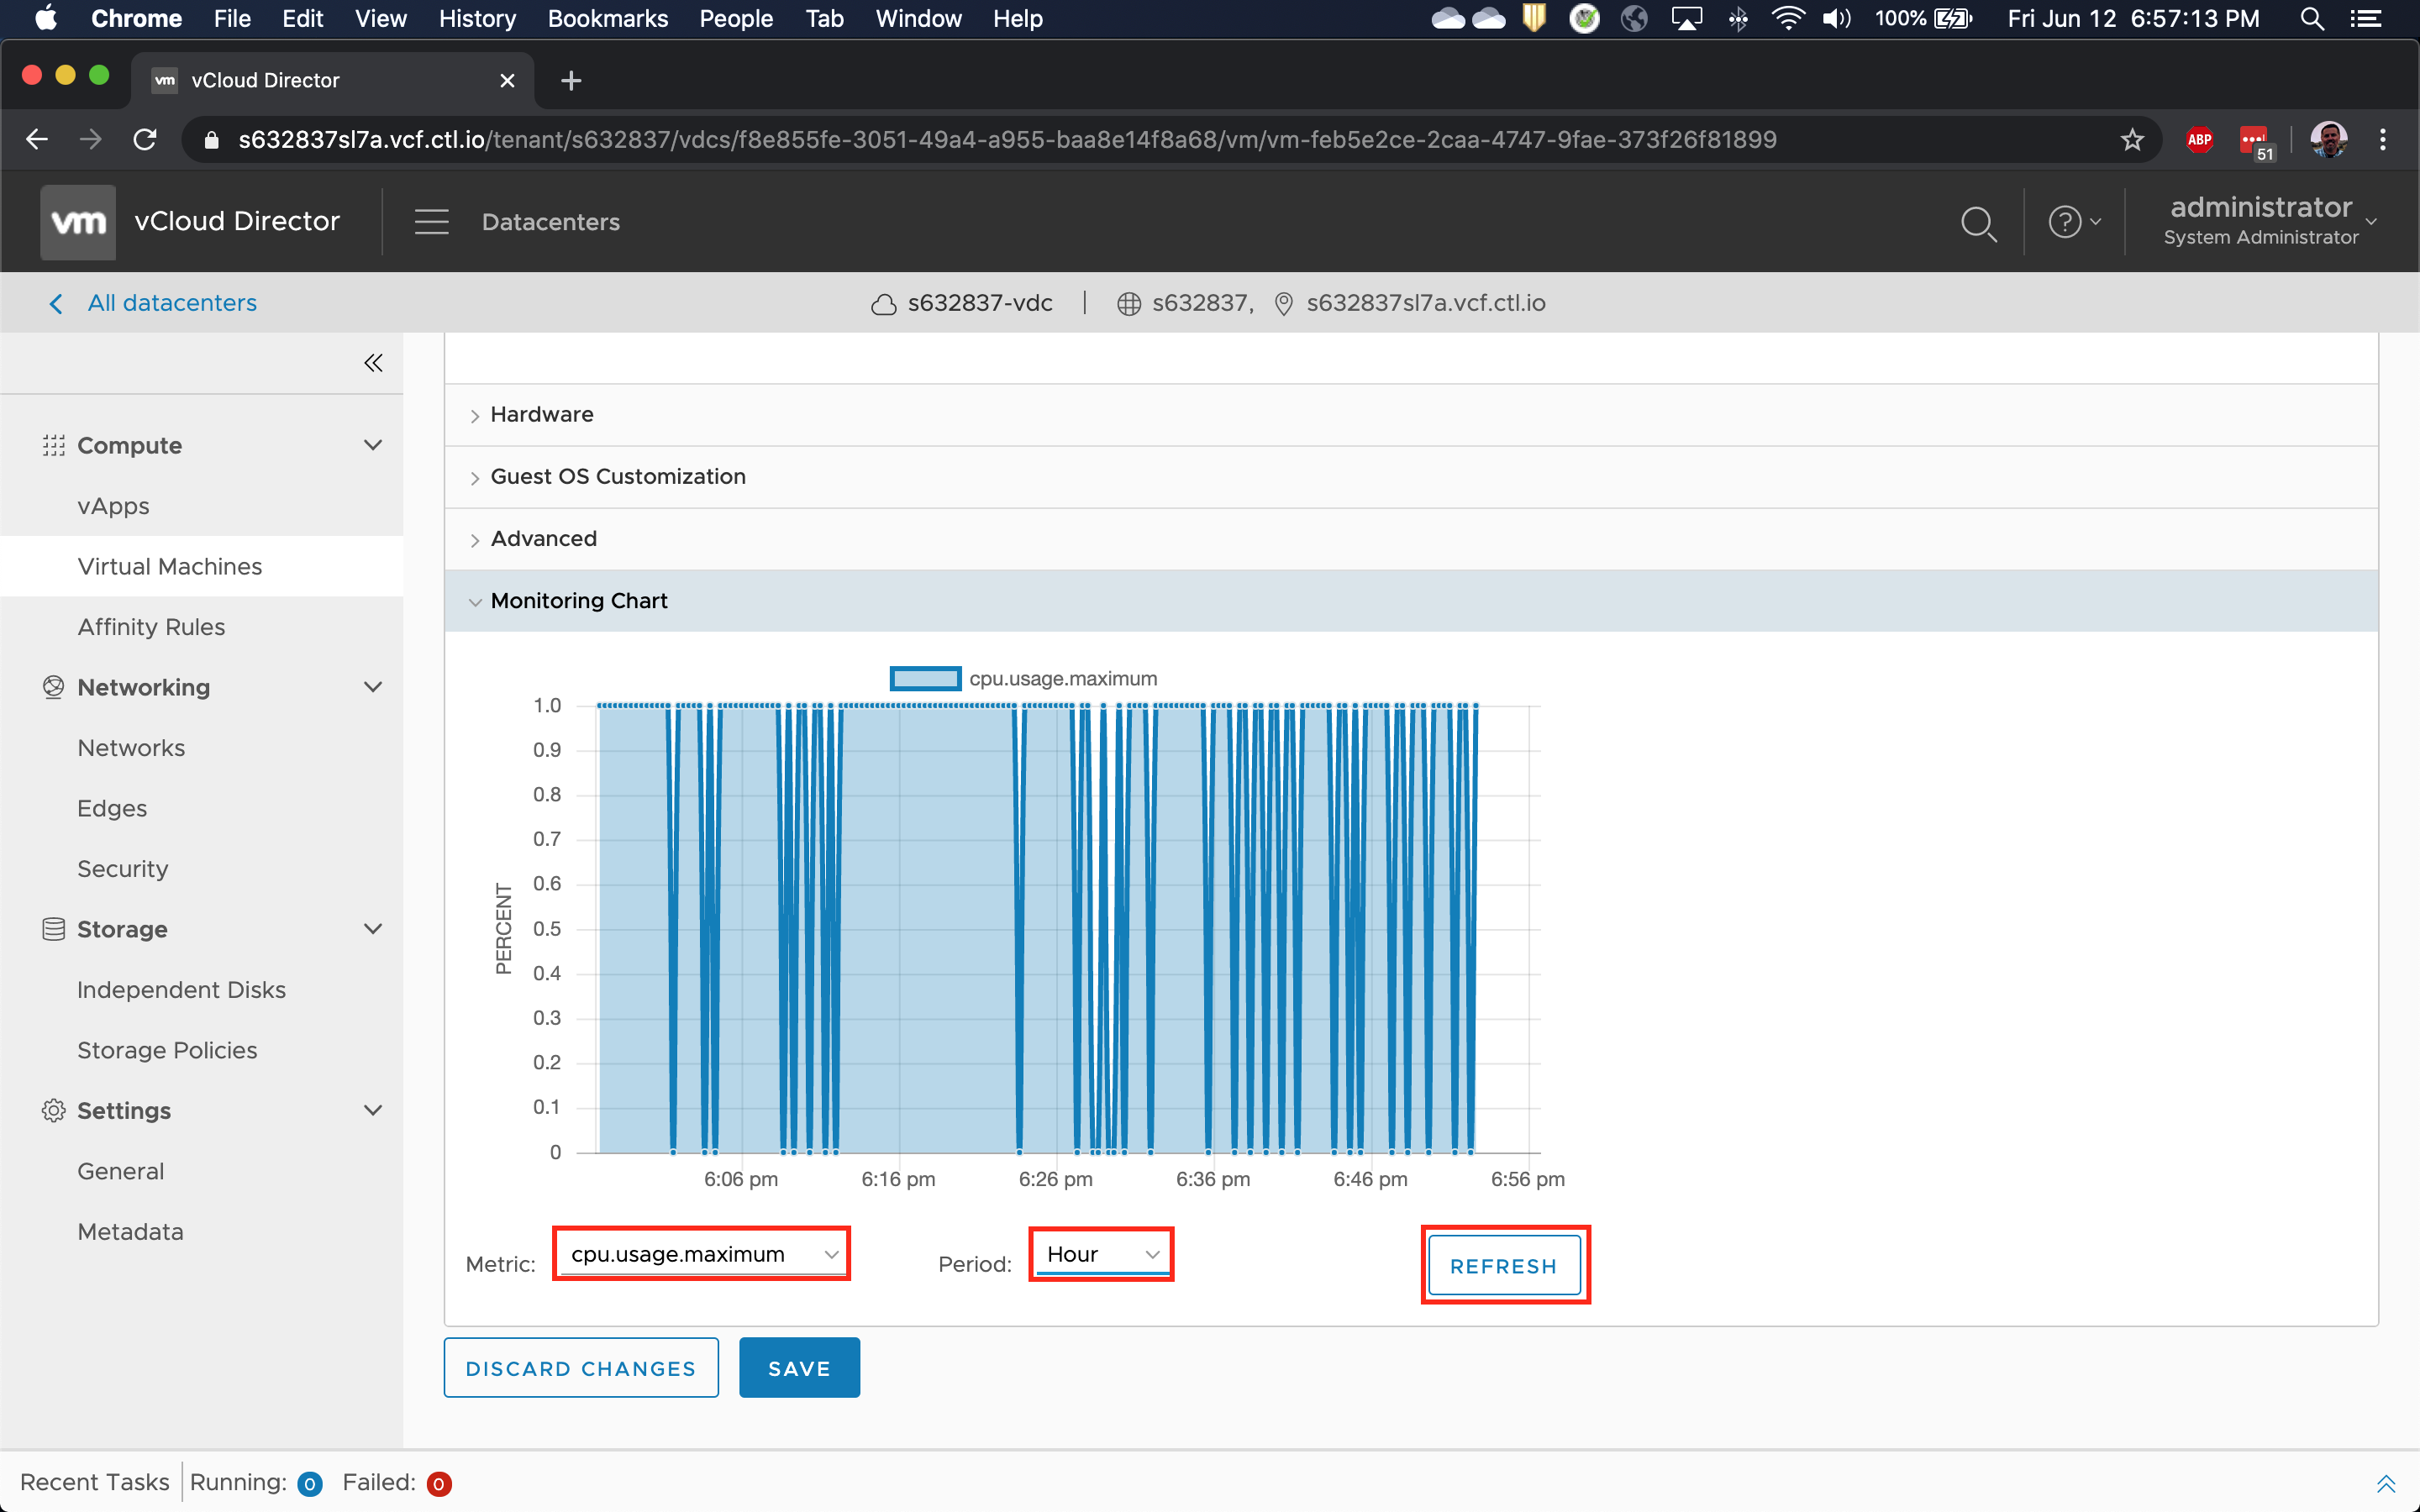 Chrome File Edit View History Bookmarks People Tab Window Help 100% Fri Jun 12 6:57:13 PM
vm vCloud Director
s632837sl7a.vcf.ctl.io/tenant/s632837/vdcs/f8e855fe-3051-49a4-a955-baa8e14f8a68/vm/vm-feb5e2ce-2caa-4747-9fae-373f26f81899 ABP 51
vm vCloud Director Datacenters ? administrator
System Administrator
All datacenters s632837-vdc | s632837, s632837sl7a.vcf.ctl.io
Compute
vApps
Virtual Machines
Affinity Rules
Networking
Networks
Edges
Security
Storage
Independent Disks
Storage Policies
Settings
General
Metadata
Hardware
Guest OS Customization
Advanced
Monitoring Chart
cpu.usage.maximum
PERCENT
1.0
0.9
0.8
0.7
0.6
0.5
0.4
0.3
0.2
0.1
0
6:06 pm 6:16 pm 6:26 pm 6:36 pm 6:46 pm 6:56 pm
Metric: cpu.usage.maximum Period: Hour REFRESH
DISCARD CHANGES SAVE
Recent Tasks Running: 0 Failed: 0